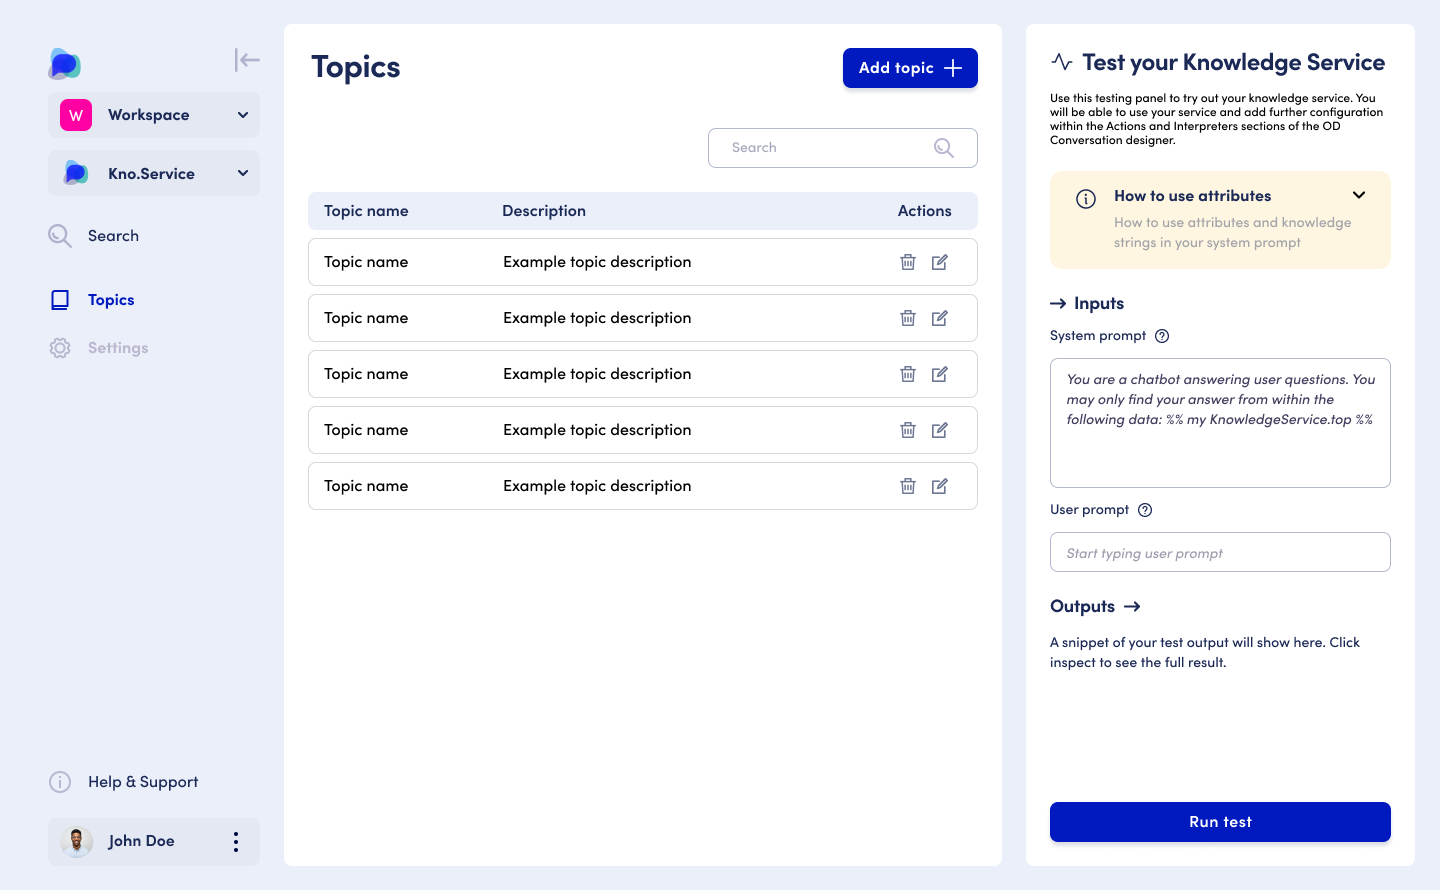 W
Workspace
Kno.Service
Search
Topics
Settings
Help & Support
John Doe
Topics
Add topic
Search
Topic name Description Actions
Topic name Example topic description
Topic name Example topic description
Topic name Example topic description
Topic name Example topic description
Topic name Example topic description
Test your Knowledge Service
Use this testing panel to try out your knowledge service. You
will be able to use your service and add further configuration
within the Actions and Interpreters sections of the OD
Conversation designer.
How to use attributes
How to use attributes and knowledge
strings in your system prompt
Inputs
System prompt
You are a chatbot answering user questions. You
may only find your answer from within the
following data: %% my KnowledgeService.top %%
User prompt
Start typing user prompt
Outputs
A snippet of your test output will show here. Click
inspect to see the full result.
Run test